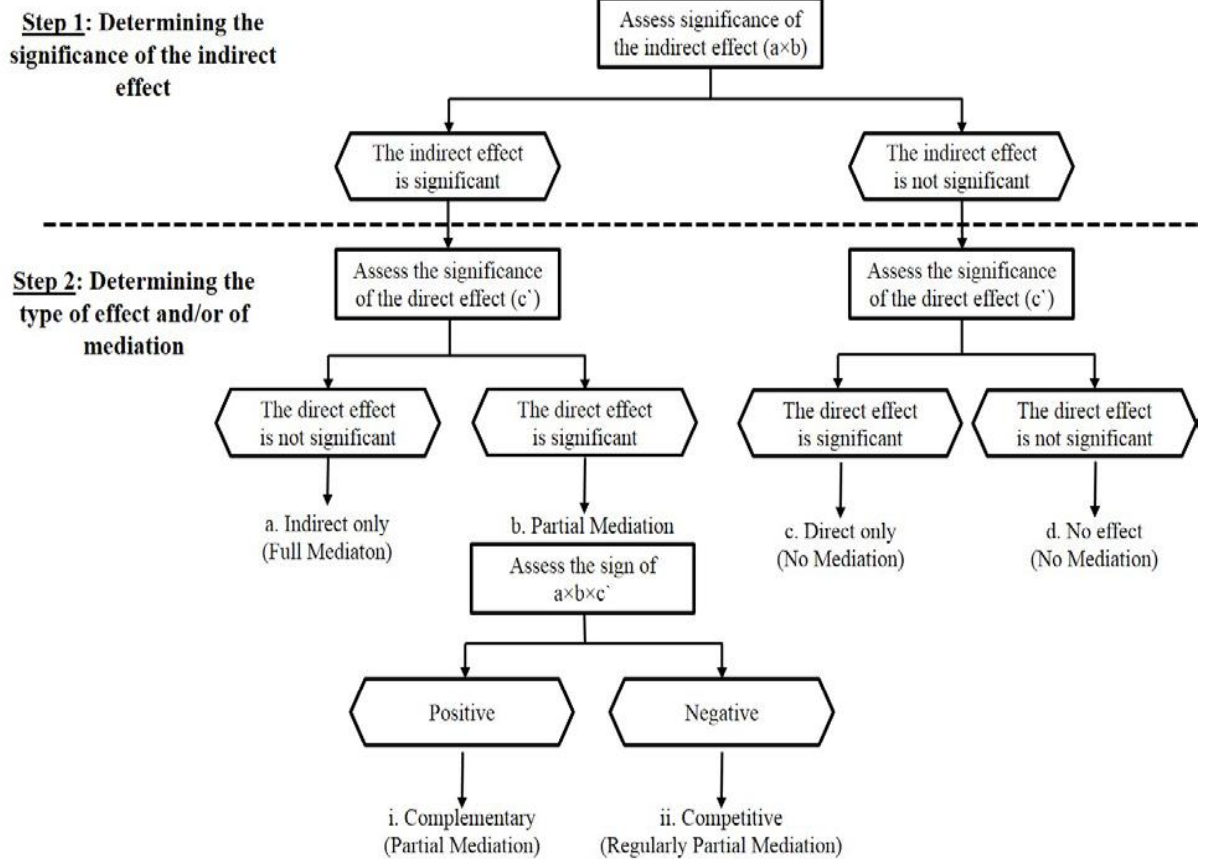 Step 1: Determining the
significance of the indirect
effect
Assess significance of
the indirect effect (a×b)
The indirect effect
is significant
The indirect effect
is not significant
Step 2: Determining the
type of effect and/or of
mediation
Assess the significance
of the direct effect (c`)
Assess the significance
of the direct effect (c`)
The direct effect
is not significant
The direct effect
is significant
The direct effect
is significant
The direct effect
is not significant
a. Indirect only
(Full Mediaton)
b. Partial Mediation
c. Direct only
(No Mediation)
d. No effect
(No Mediation)
Assess the sign of
a×b×c`
Positive
Negative
i. Complementary
(Partial Mediation)
ii. Competitive
(Regularly Partial Mediation)